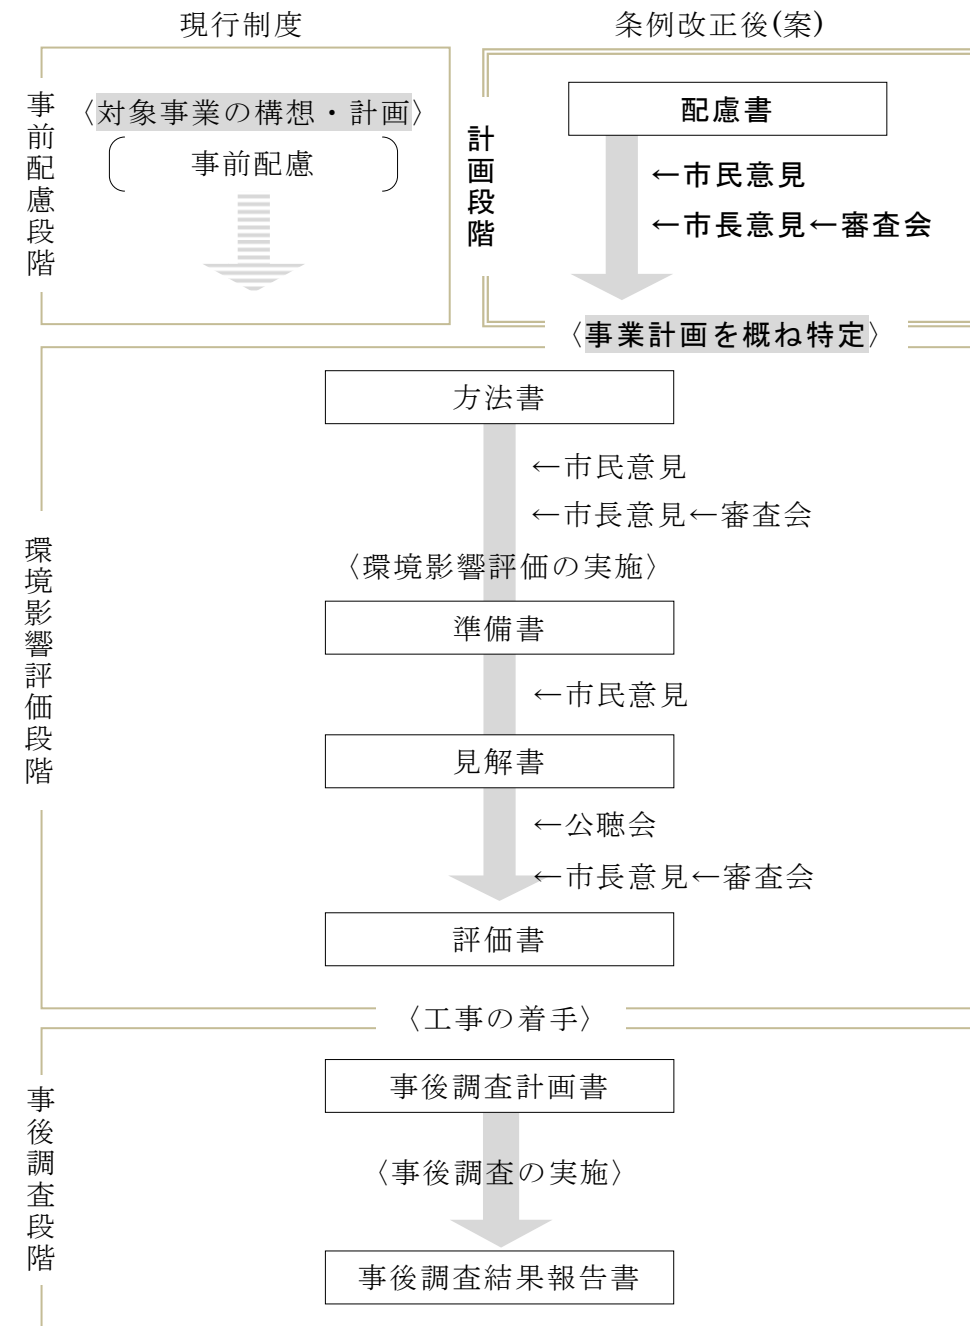 現行制度
事前配慮段階
〈対象事業の構想・計画〉
事前配慮
条例改正後(案)
計画段階
配慮書
←市民意見
←市長意見←審査会
〈事業計画を概ね特定〉
環境影響評価段階
方法書
←市民意見
←市長意見←審査会
〈環境影響評価の実施〉
準備書
←市民意見
見解書
←公聴会
←市長意見←審査会
評価書
〈工事の着手〉
事後調査段階
事後調査計画書
〈事後調査の実施〉
事後調査結果報告書